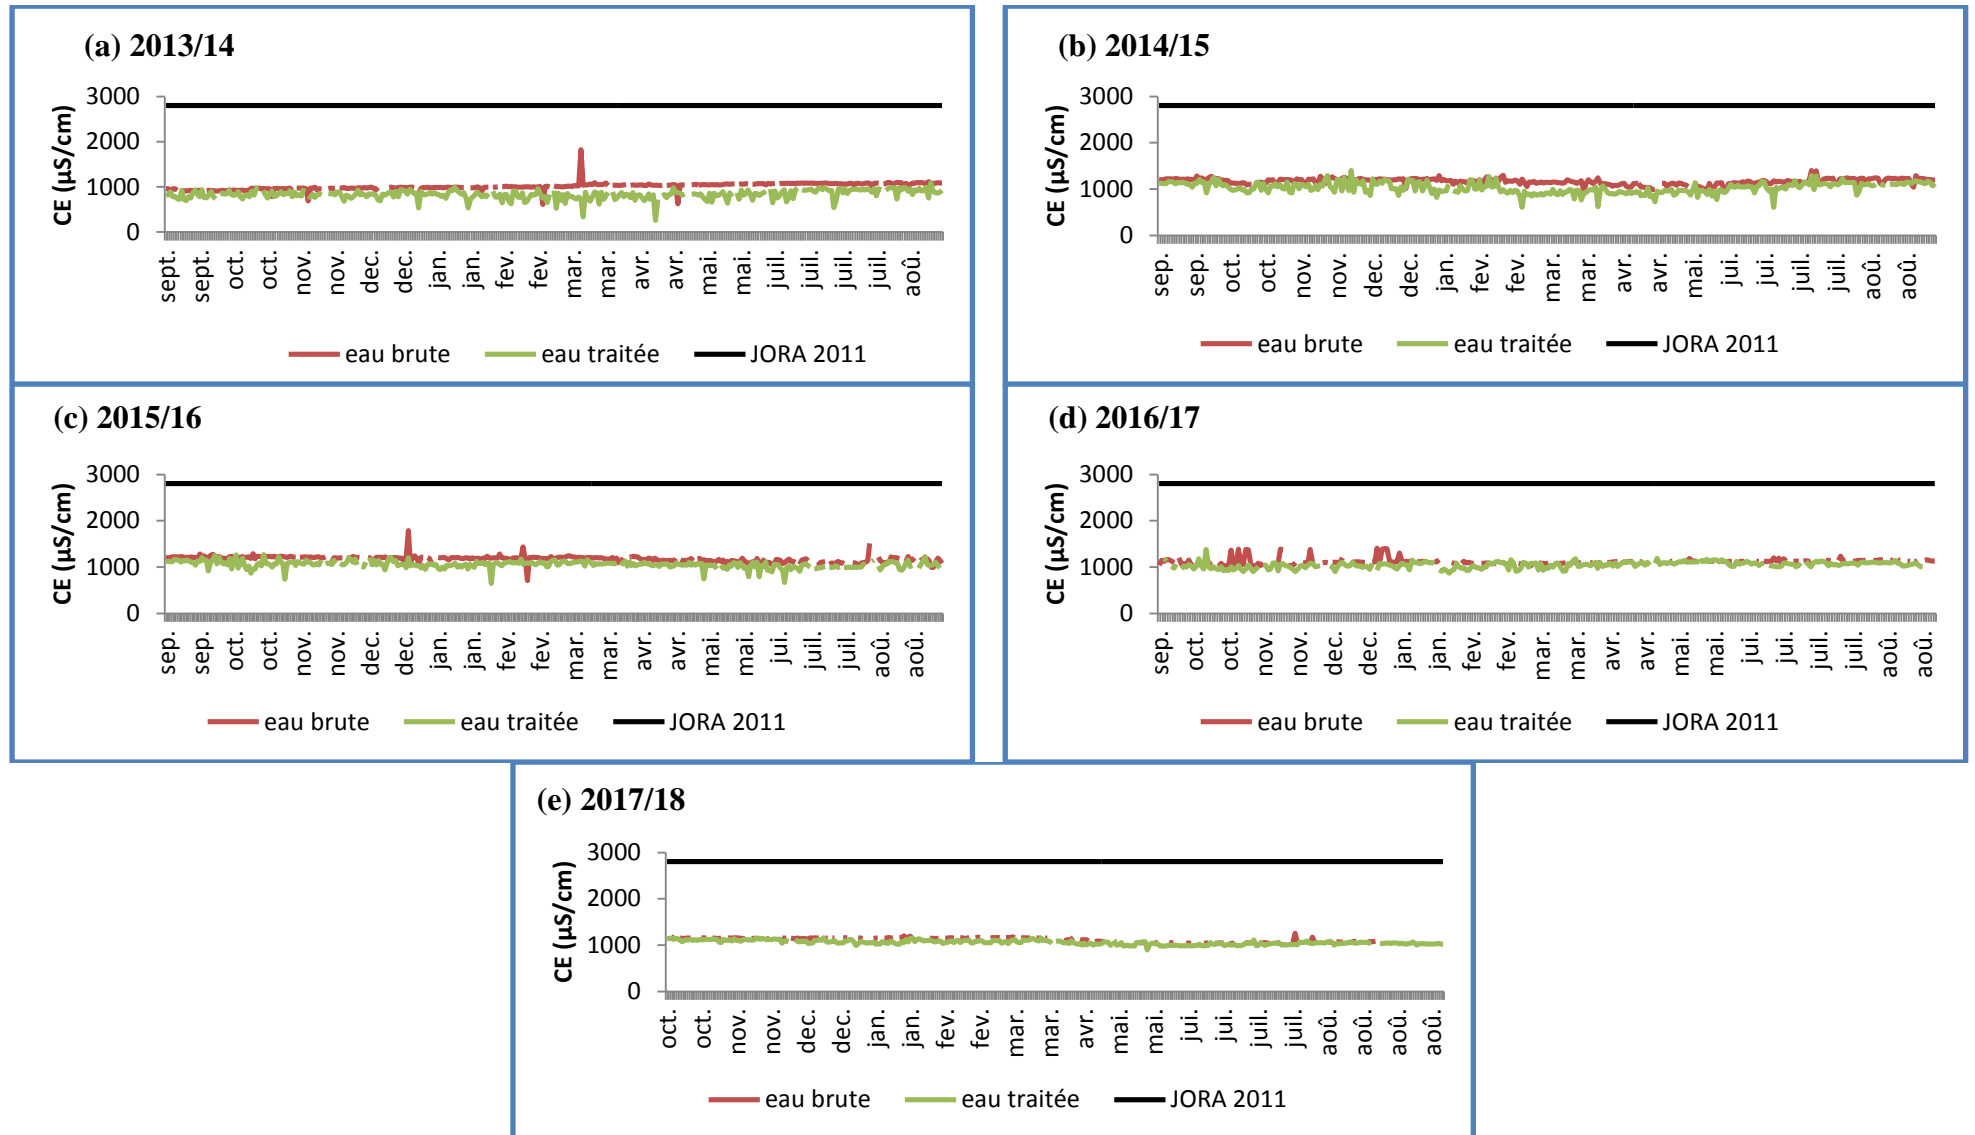 (a) 2013/14
CE (µS/cm)
3000
2000
1000
0
sept. sept. oct. oct. nov. nov. dec. dec. jan. jan. fev. fev. mar. mar. avr. avr. mai. mai. juil. juil. juil. aoû.
eau brute eau traitée JORA 2011
(b) 2014/15
CE (µS/cm)
3000
2000
1000
0
sep. sep. oct. oct. nov. nov. dec. dec. jan. fev. fev. mar. mar. avr. avr. mai. jui. jui. juil. juil. aoû. aoû.
eau brute eau traitée JORA 2011
(c) 2015/16
CE (µS/cm)
3000
2000
1000
0
sep. sep. oct. oct. nov. nov. dec. dec. jan. jan. fev. fev. mar. mar. avr. avr. mai. mai. jui. juil. juil. aoû. aoû.
eau brute eau traitée JORA 2011
(d) 2016/17
CE (µS/cm)
3000
2000
1000
0
sep. oct. oct. nov. nov. dec. dec. jan. jan. fev. fev. mar. mar. avr. avr. mai. mai. jui. jui. juil. juil. aoû. aoû.
eau brute eau traitée JORA 2011
(e) 2017/18
CE (µS/cm)
3000
2000
1000
0
oct. oct. nov. nov. dec. dec. jan. jan. fev. fev. mar. mar. avr. mai. mai. jui. jui. juil. juil. aoû. aoû. aoû.
eau brute eau traitée JORA 2011